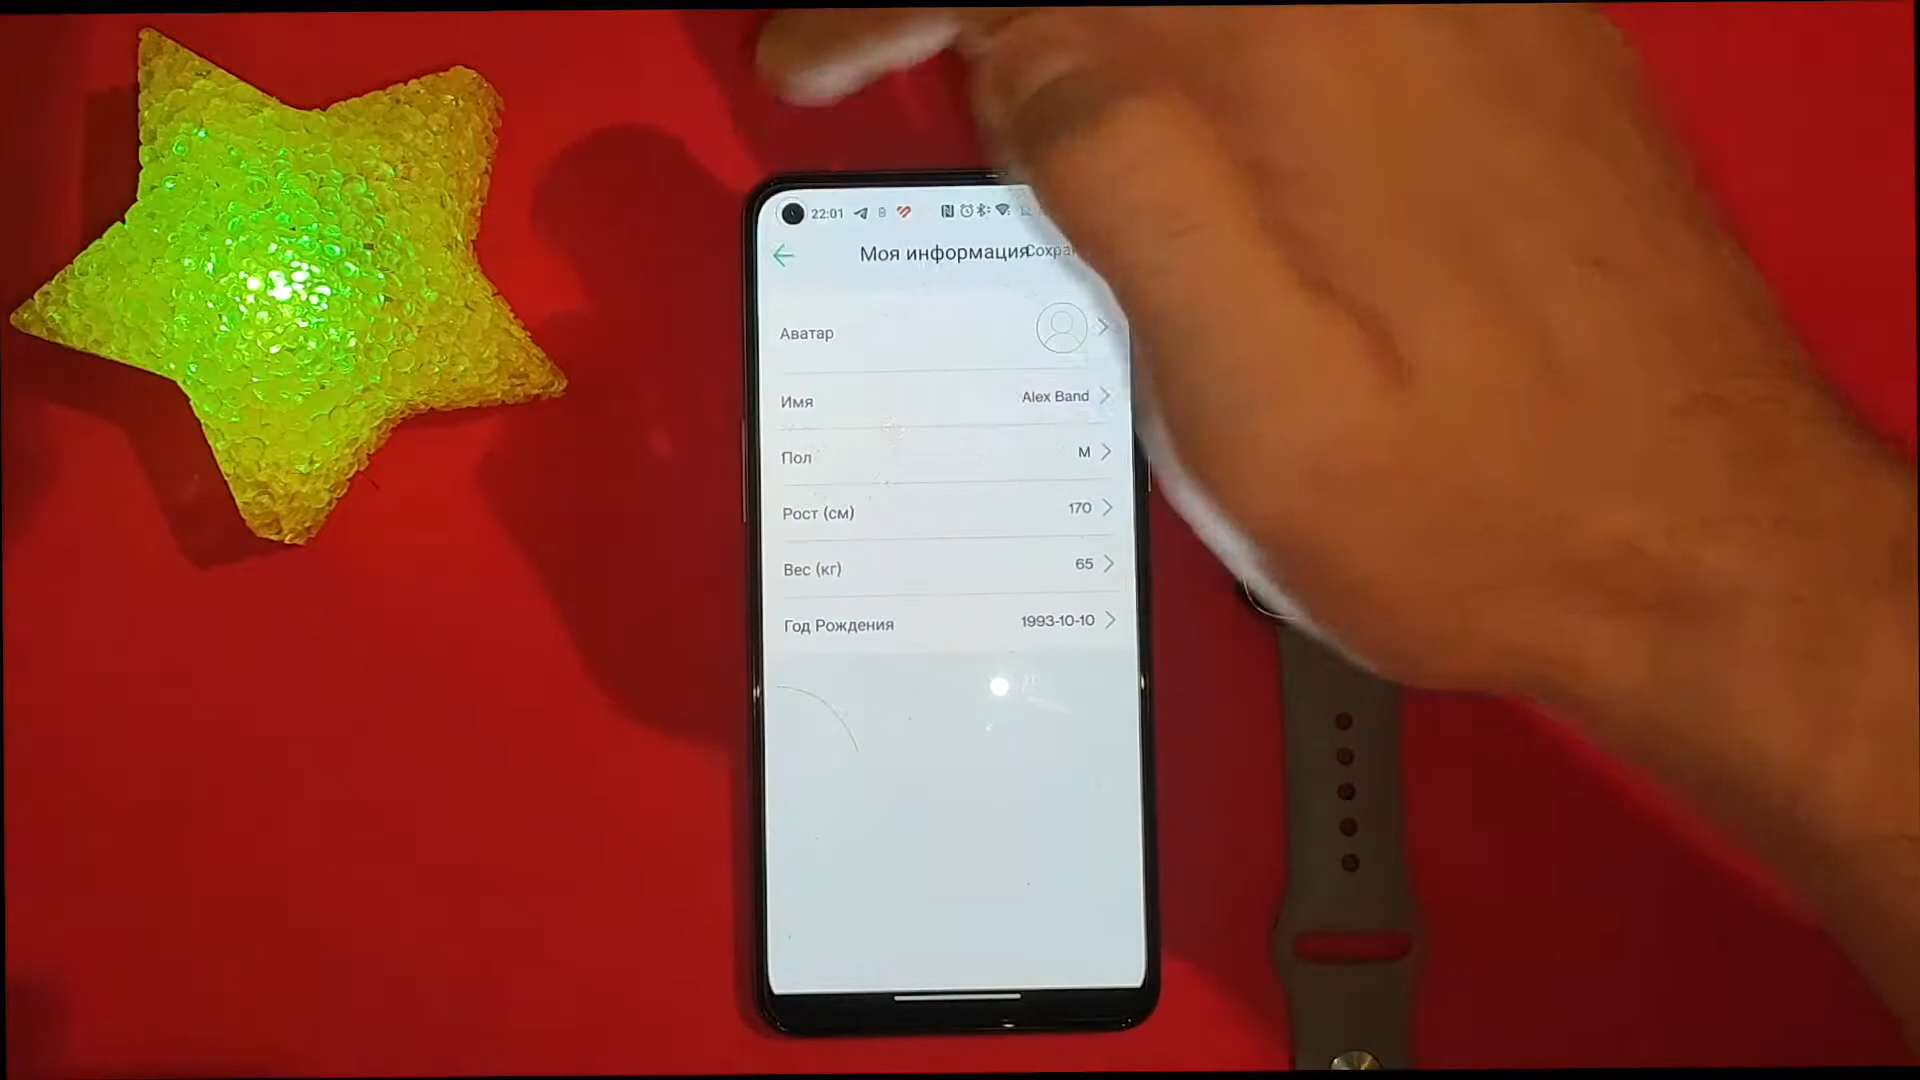 22:01
Моя информация
Аватар
Имя Alex Band
Пол М
Рост (см) 170
Вес (кг) 65
Год Рождения 1993-10-10